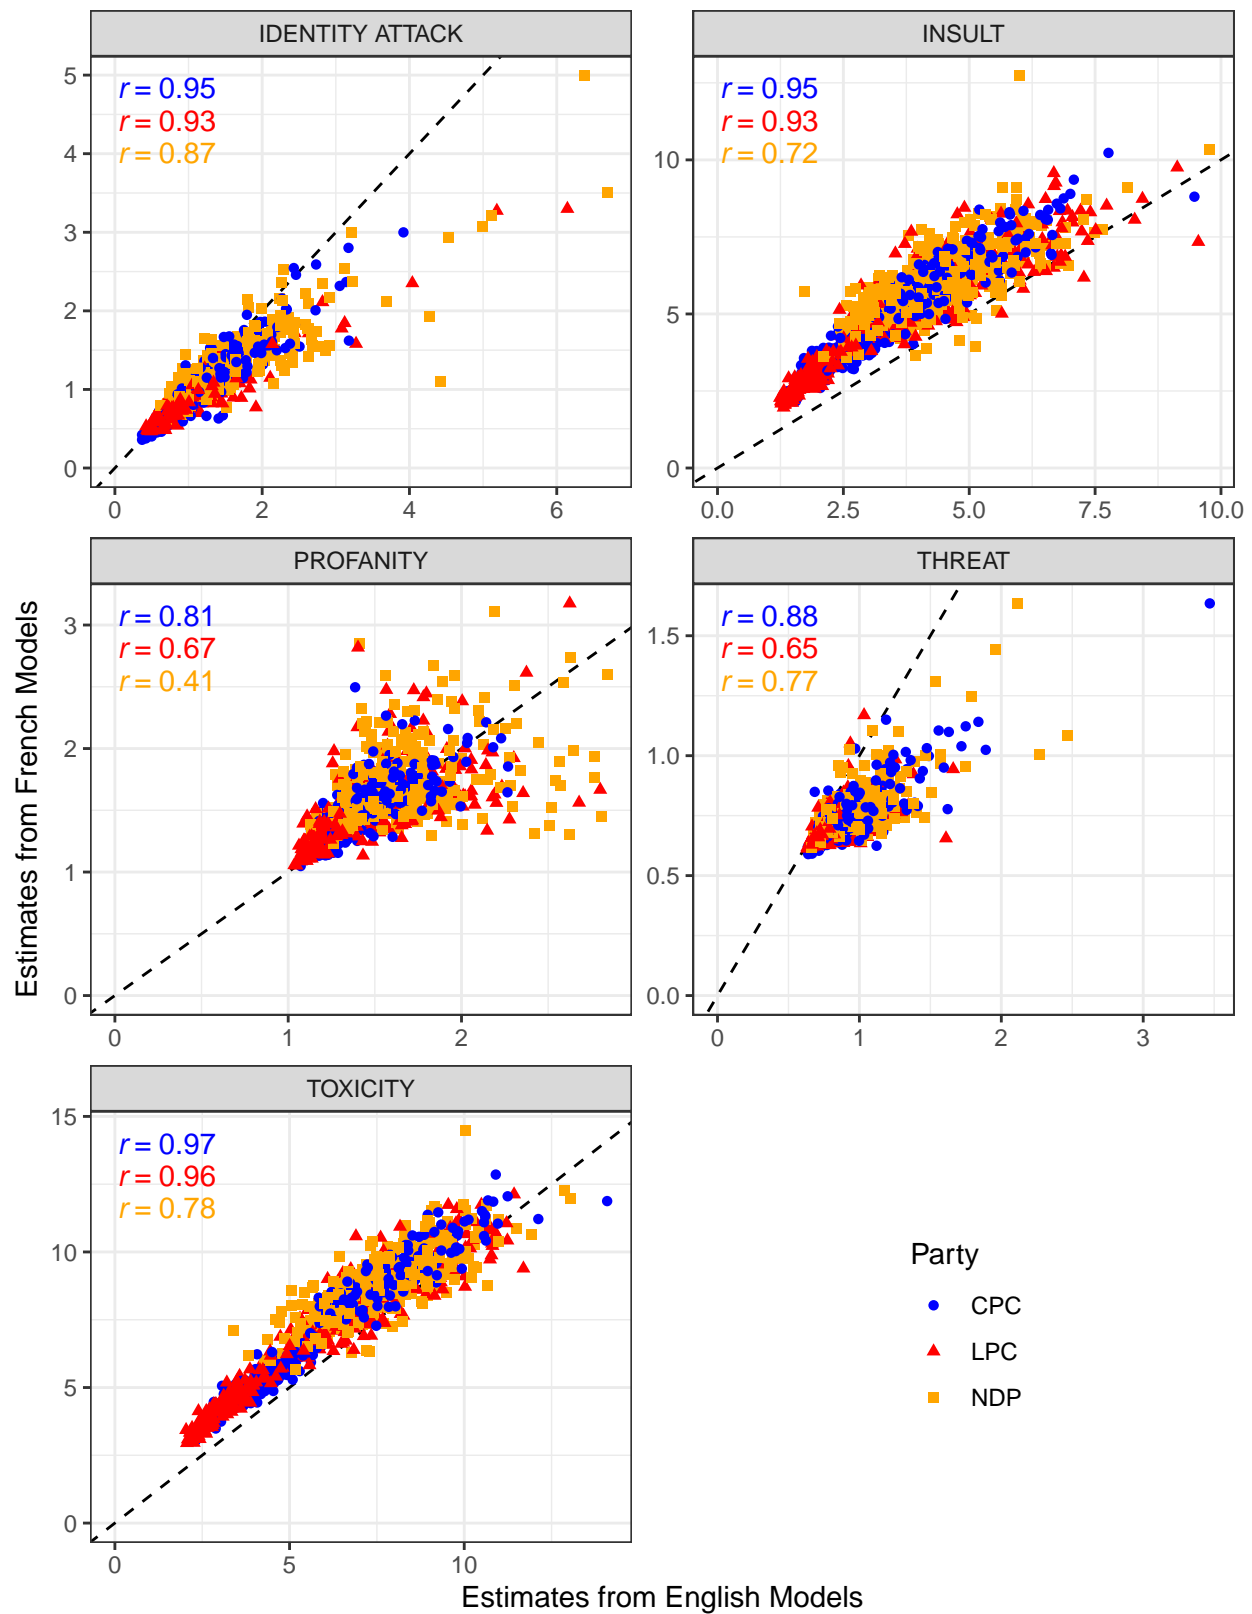 IDENTITY ATTACK
r = 0.95
r = 0.93
r = 0.87
5
4
3
2
1
0
0 2 4 6
INSULT
r = 0.95
r = 0.93
r = 0.72
10
5
0
0.0 2.5 5.0 7.5 10.0
Estimates from French Models
PROFANITY
r = 0.81
r = 0.67
r = 0.41
3
2
1
0
0 1 2
THREAT
r = 0.88
r = 0.65
r = 0.77
1.5
1.0
0.5
0.0
0 1 2 3
TOXICITY
r = 0.97
r = 0.96
r = 0.78
15
10
5
0
0 5 10
Estimates from English Models
Party
CPC
LPC
NDP